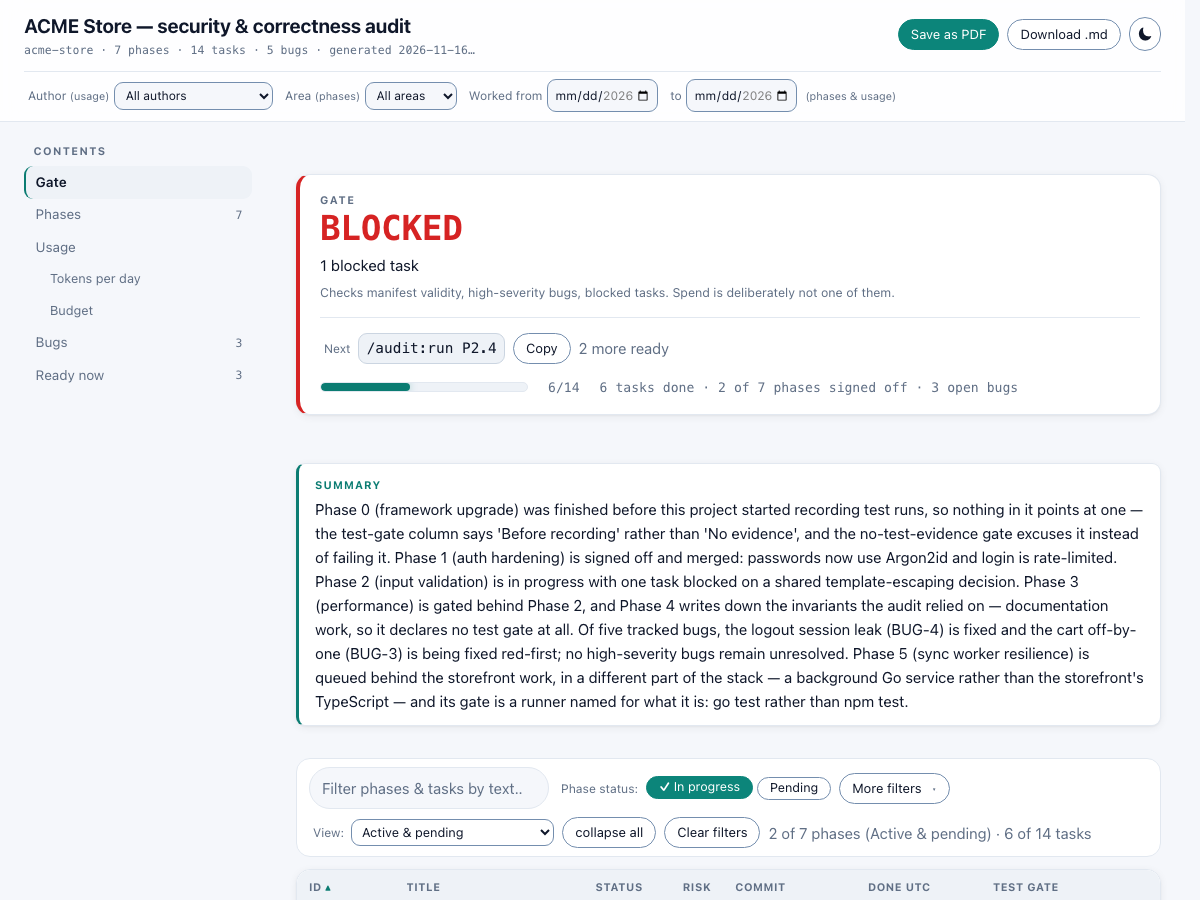 ACME Store — security & correctness audit
acme-store · 7 phases · 14 tasks · 5 bugs · generated 2026-11-16…
Save as PDF
Download .md
Author (usage) All authors Area (phases) All areas Worked from mm/dd/2026 to mm/dd/2026 (phases & usage)
CONTENTS
Gate
Phases 7
Usage
Tokens per day
Budget
Bugs 3
Ready now 3
GATE
BLOCKED
1 blocked task
Checks manifest validity, high-severity bugs, blocked tasks. Spend is deliberately not one of them.
Next /audit:run P2.4 Copy 2 more ready
6/14 6 tasks done · 2 of 7 phases signed off · 3 open bugs
SUMMARY
Phase 0 (framework upgrade) was finished before this project started recording test runs, so nothing in it points at one —
the test-gate column says 'Before recording' rather than 'No evidence', and the no-test-evidence gate excuses it instead
of failing it. Phase 1 (auth hardening) is signed off and merged: passwords now use Argon2id and login is rate-limited.
Phase 2 (input validation) is in progress with one task blocked on a shared template-escaping decision. Phase 3
(performance) is gated behind Phase 2, and Phase 4 writes down the invariants the audit relied on — documentation
work, so it declares no test gate at all. Of five tracked bugs, the logout session leak (BUG-4) is fixed and the cart off-by-
one (BUG-3) is being fixed red-first; no high-severity bugs remain unresolved. Phase 5 (sync worker resilience) is
queued behind the storefront work, in a different part of the stack — a background Go service rather than the storefront's
TypeScript — and its gate is a runner named for what it is: go test rather than npm test.
Filter phases & tasks by text..
Phase status: ✓ In progress Pending More filters ·
View: Active & pending collapse all Clear filters 2 of 7 phases (Active & pending) · 6 of 14 tasks
ID ▲ TITLE STATUS RISK COMMIT DONE UTC TEST GATE